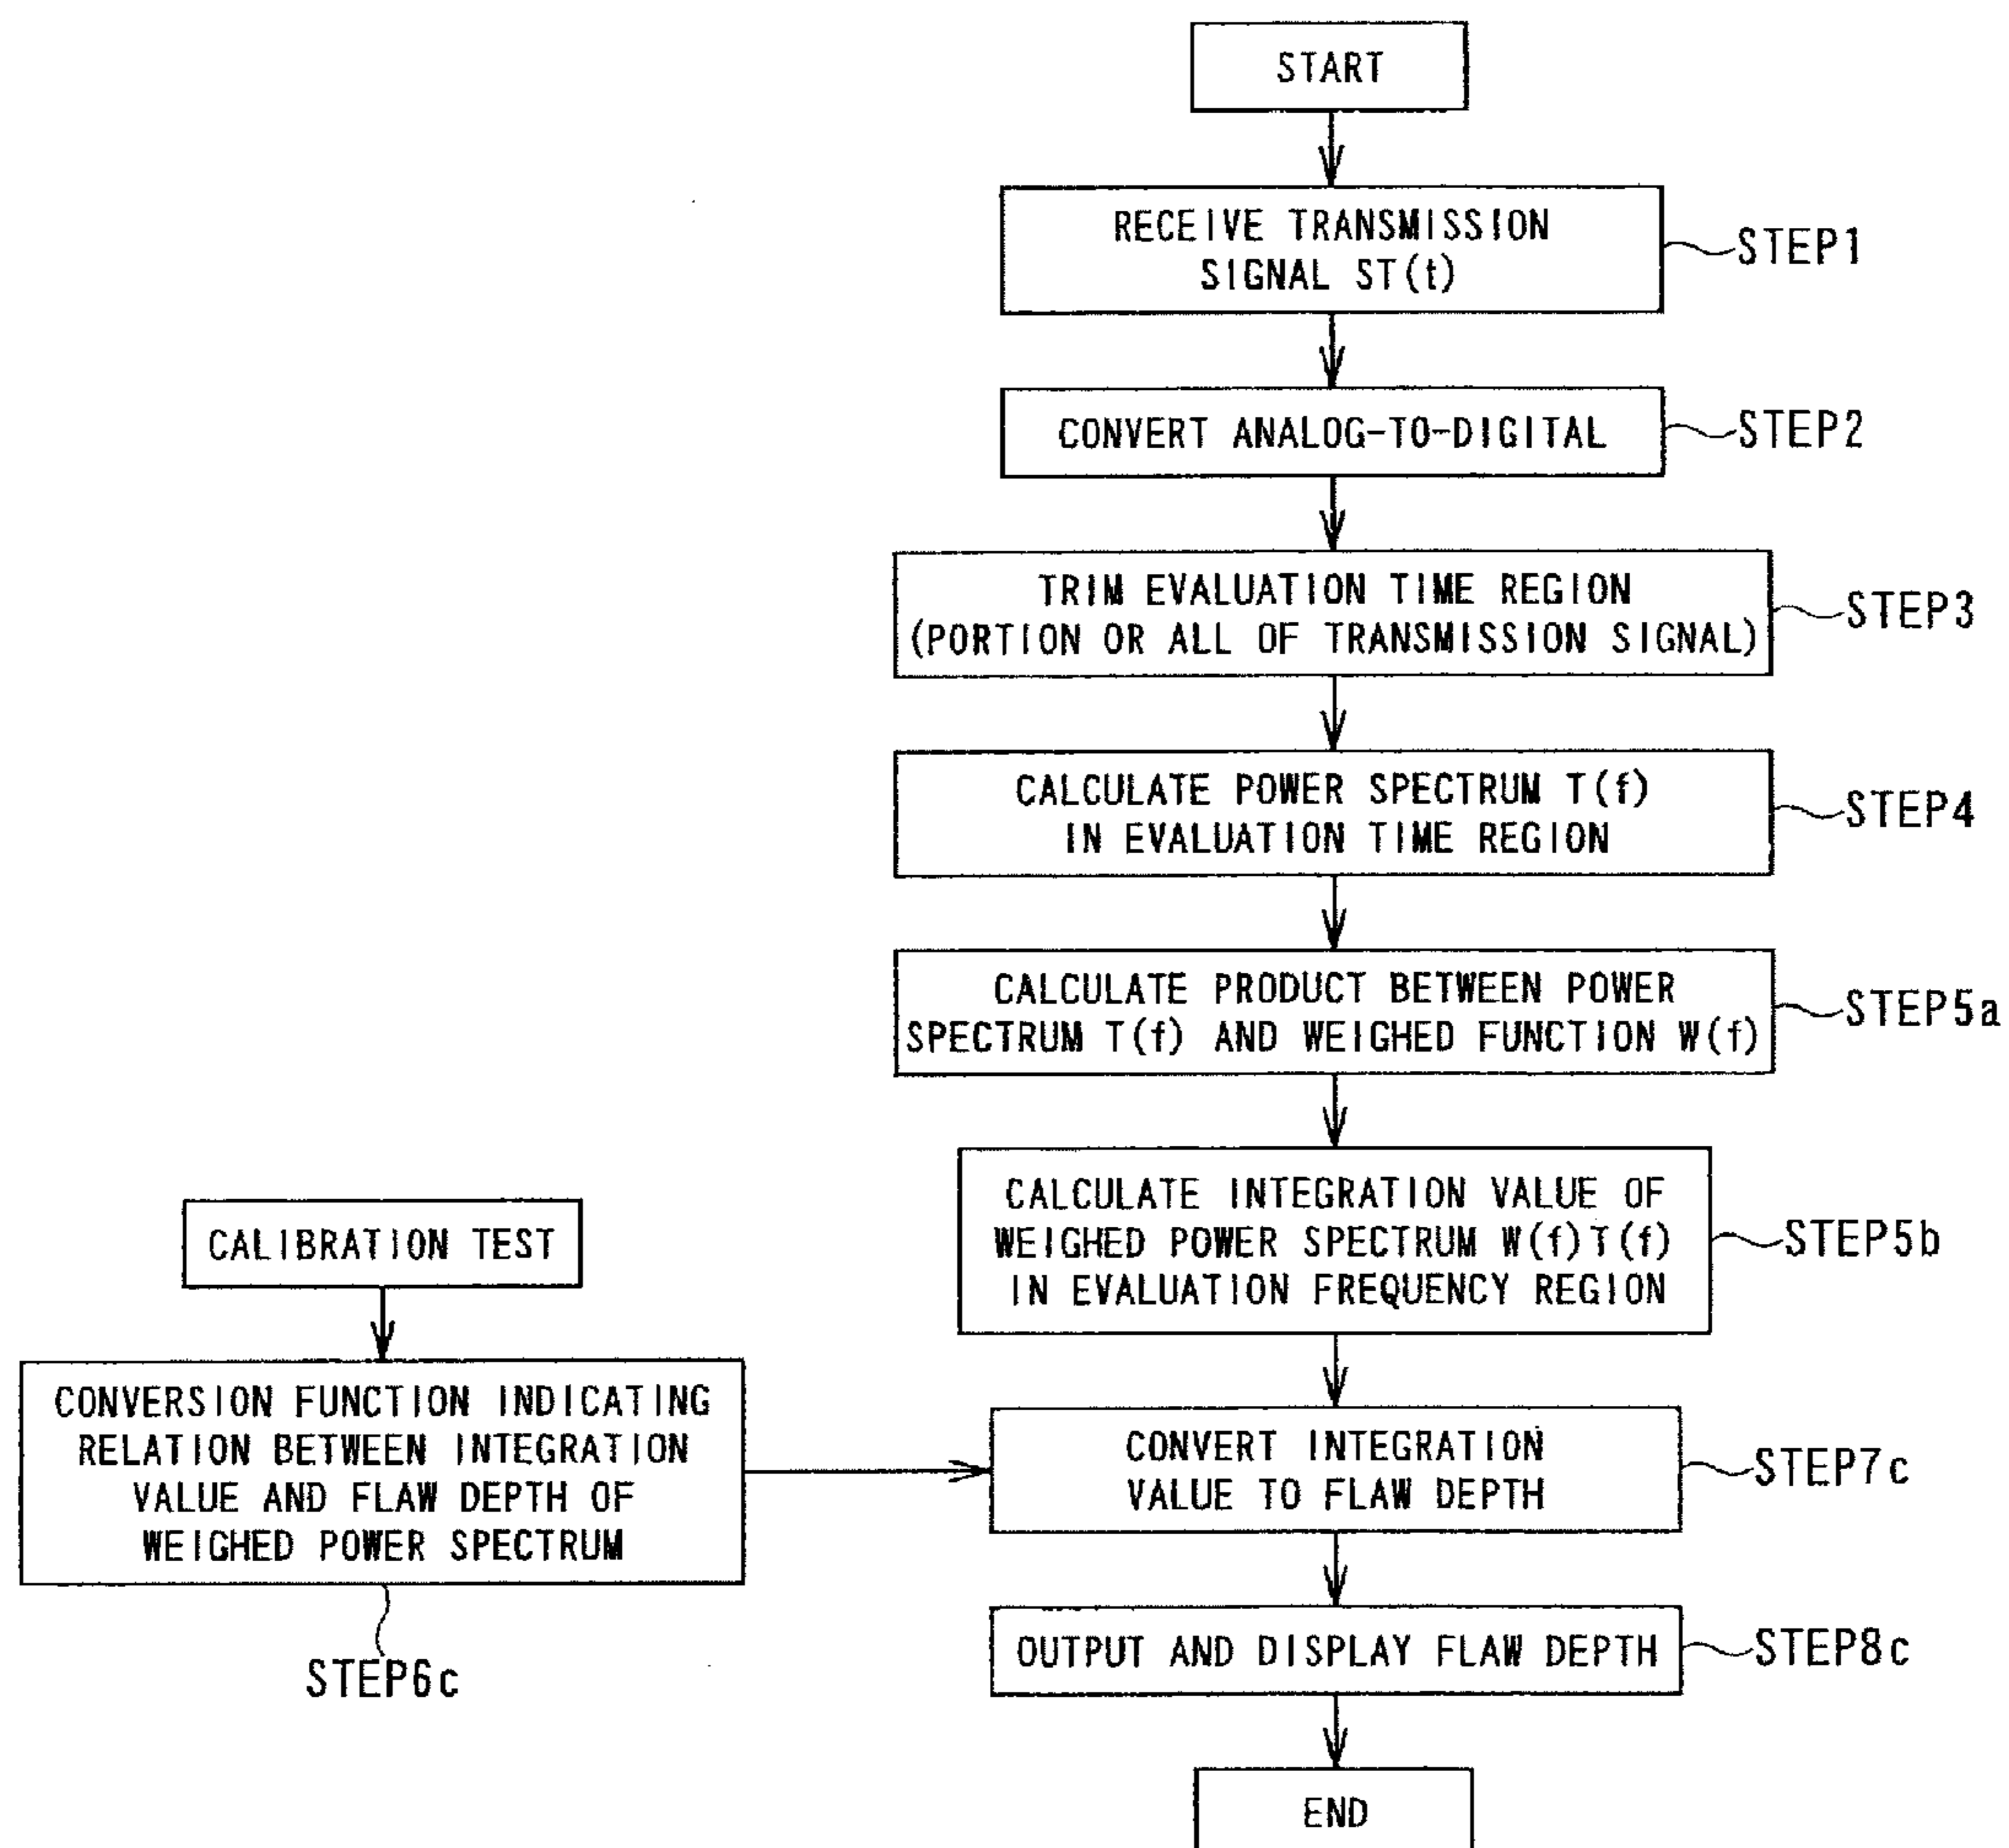 START
RECEIVE TRANSMISSION
SIGNAL ST(t)
STEP1
CONVERT ANALOG-TO-DIGITAL
STEP2
TRIM EVALUATION TIME REGION
(PORTION OR ALL OF TRANSMISSION SIGNAL)
STEP3
CALCULATE POWER SPECTRUM T(f)
IN EVALUATION TIME REGION
STEP4
CALCULATE PRODUCT BETWEEN POWER
SPECTRUM T(f) AND WEIGHED FUNCTION W(f)
STEP5a
CALCULATE INTEGRATION VALUE OF
WEIGHED POWER SPECTRUM W(f)T(f)
IN EVALUATION FREQUENCY REGION
STEP5b
CALIBRATION TEST
CONVERSION FUNCTION INDICATING
RELATION BETWEEN INTEGRATION
VALUE AND FLAW DEPTH OF
WEIGHED POWER SPECTRUM
STEP6c
CONVERT INTEGRATION
VALUE TO FLAW DEPTH
STEP7c
OUTPUT AND DISPLAY FLAW DEPTH
STEP8c
END